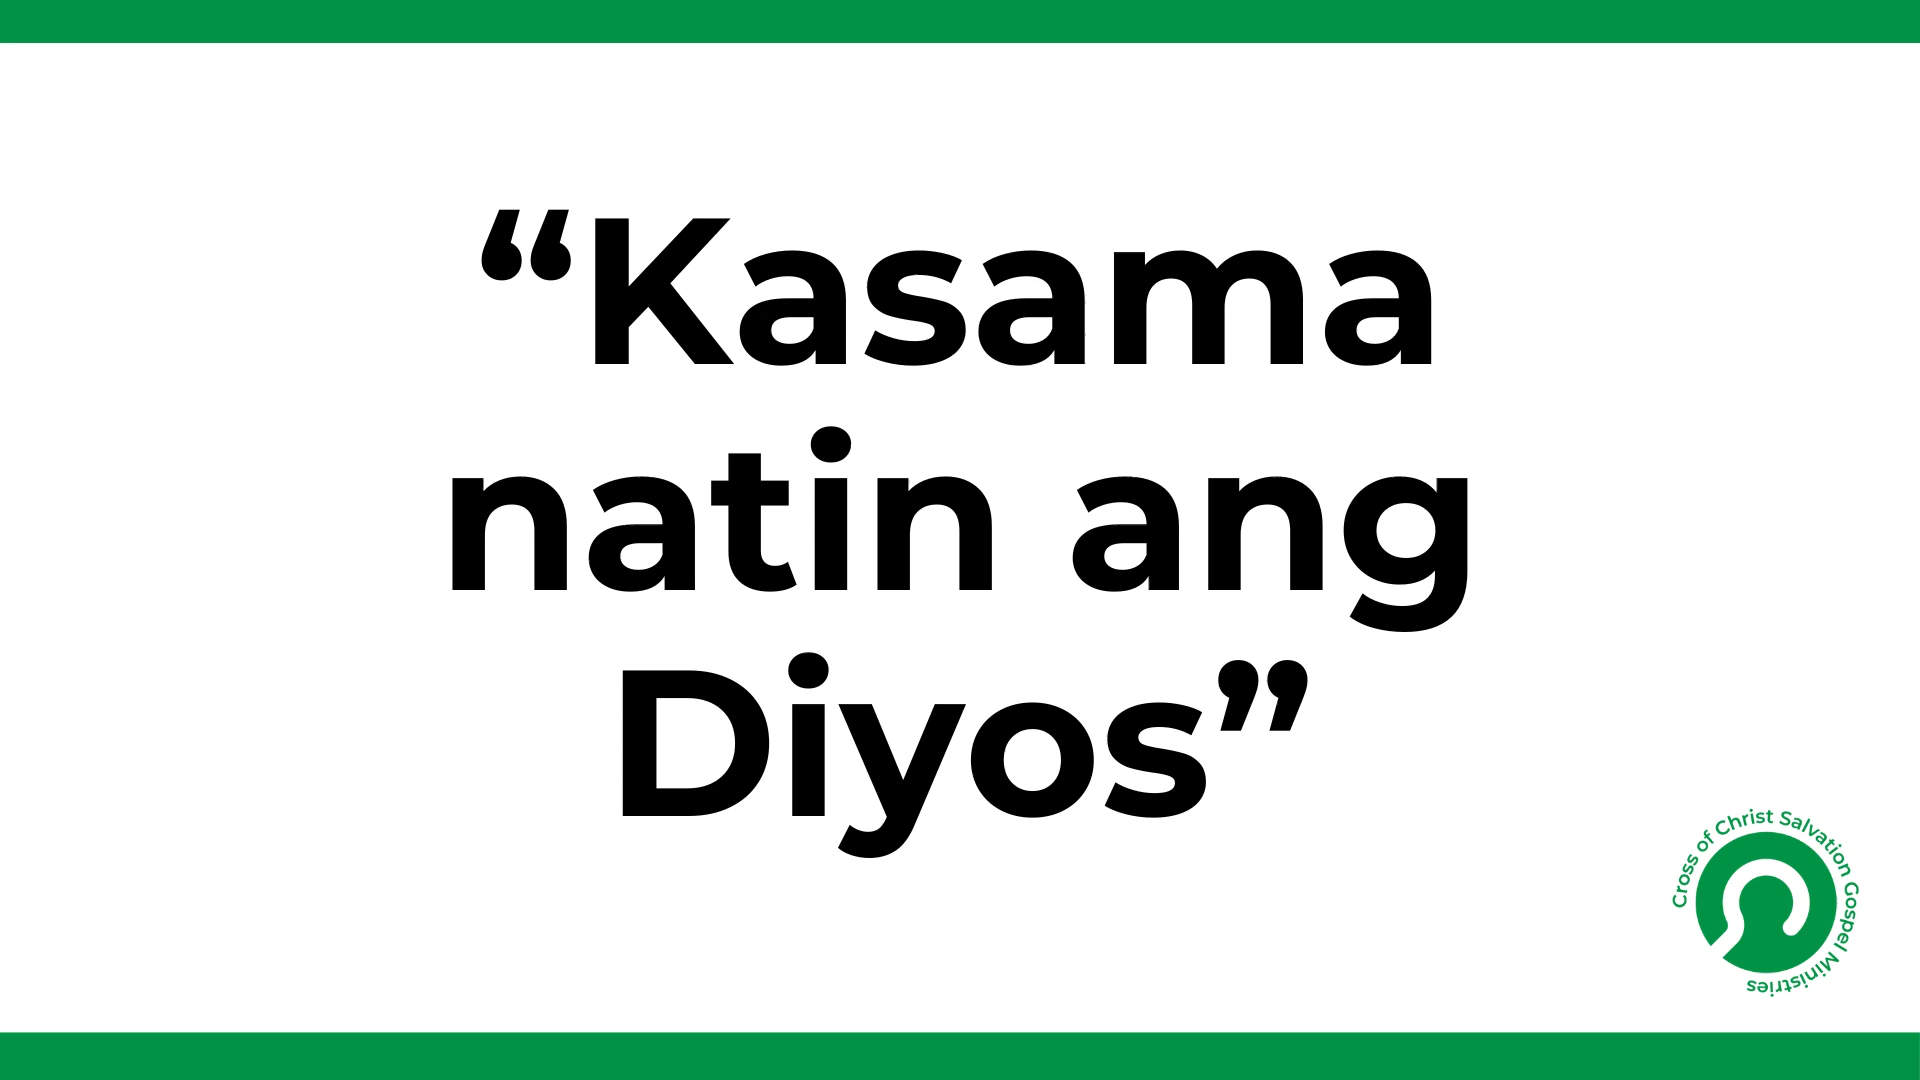 “Kasama
natin ang
Diyos”
Cross of Christ Salvation Gospel Ministries